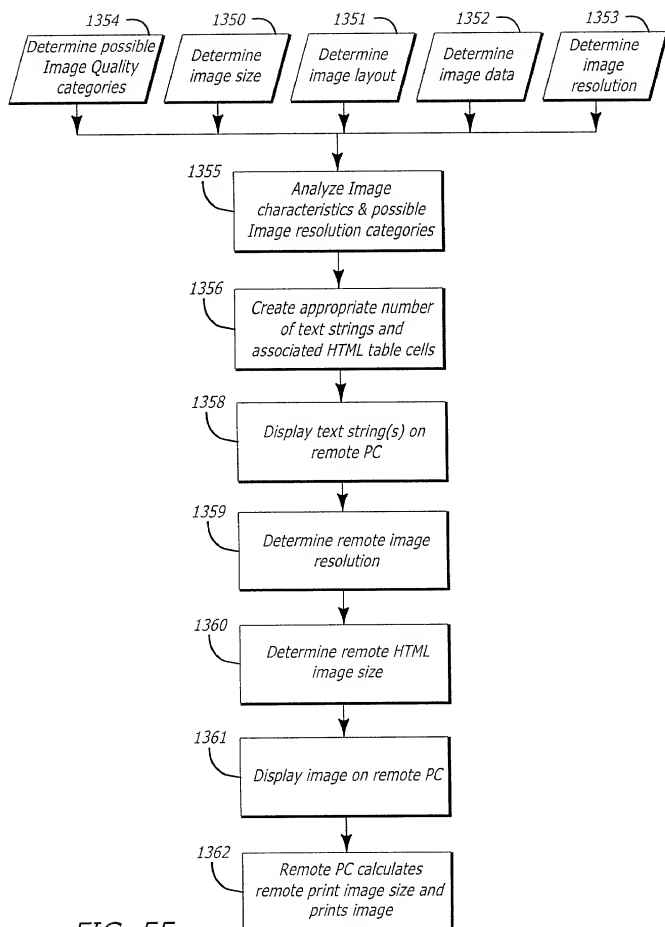 1354
1350
1351
1352
1353
Determine possible
Image Quality
categories
Determine
image size
Determine
image layout
Determine
image data
Determine
image
resolution
1355
Analyze Image
characteristics & possible
Image resolution categories
1356
Create appropriate number
of text strings and
associated HTML table cells
1358
Display text string(s) on
remote PC
1359
Determine remote image
resolution
1360
Determine remote HTML
image size
1361
Display image on remote PC
1362
Remote PC calculates
remote print image size and
prints image
FIG. 55